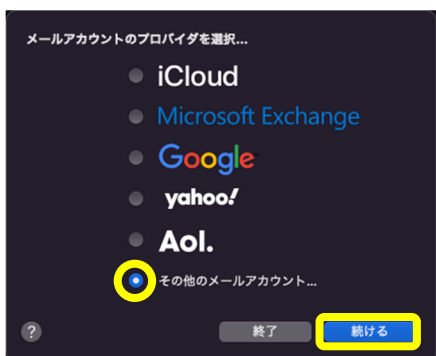 メールアカウントのプロバイダを選択...
iCloud
Microsoft Exchange
Google
yahoo!
Aol.
その他のメールアカウント...
? 終了 続ける